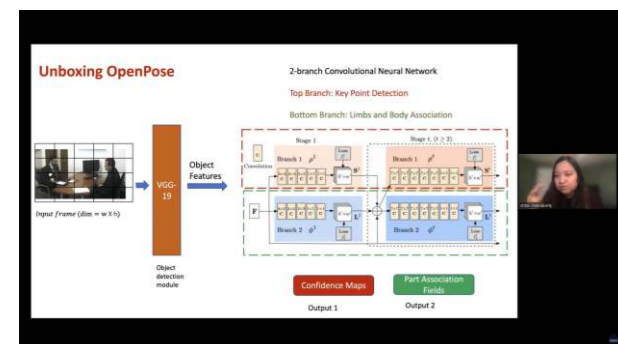 Unboxing OpenPose
2-branch Convolutional Neural Network
Top Branch: Key Point Detection
Bottom Branch: Limbs and Body Association
Input frame (dim = w X h)
VGG-
19
Object
detection
module
Object
Features
Stage 1
Stage t, (t ≥ 2)
Convolution
Branch 1
Branch 1
F
Branch 2
Branch 2
Confidence Maps
Part Association
Fields
Output 1
Output 2